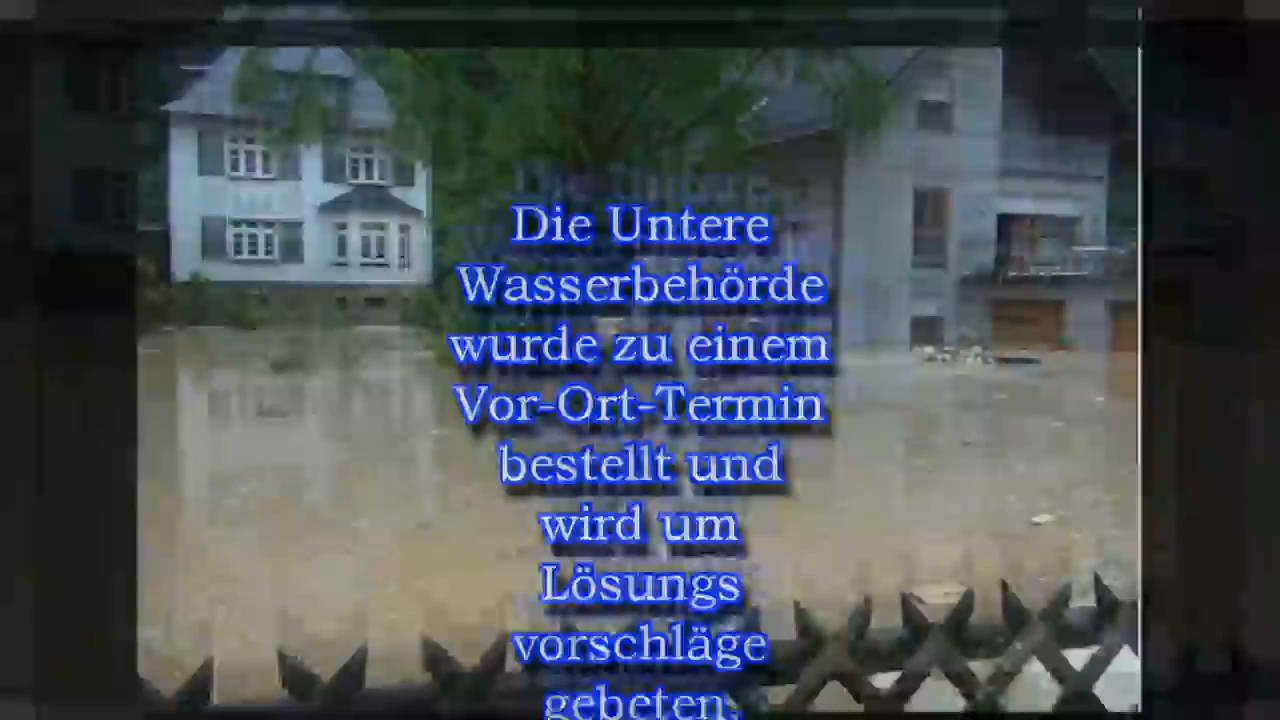 Die Untere
Wasserbehörde
wurde zu einem
Vor-Ort-Termin
bestellt und
wird um
Lösungs
vorschläge
gebeten.